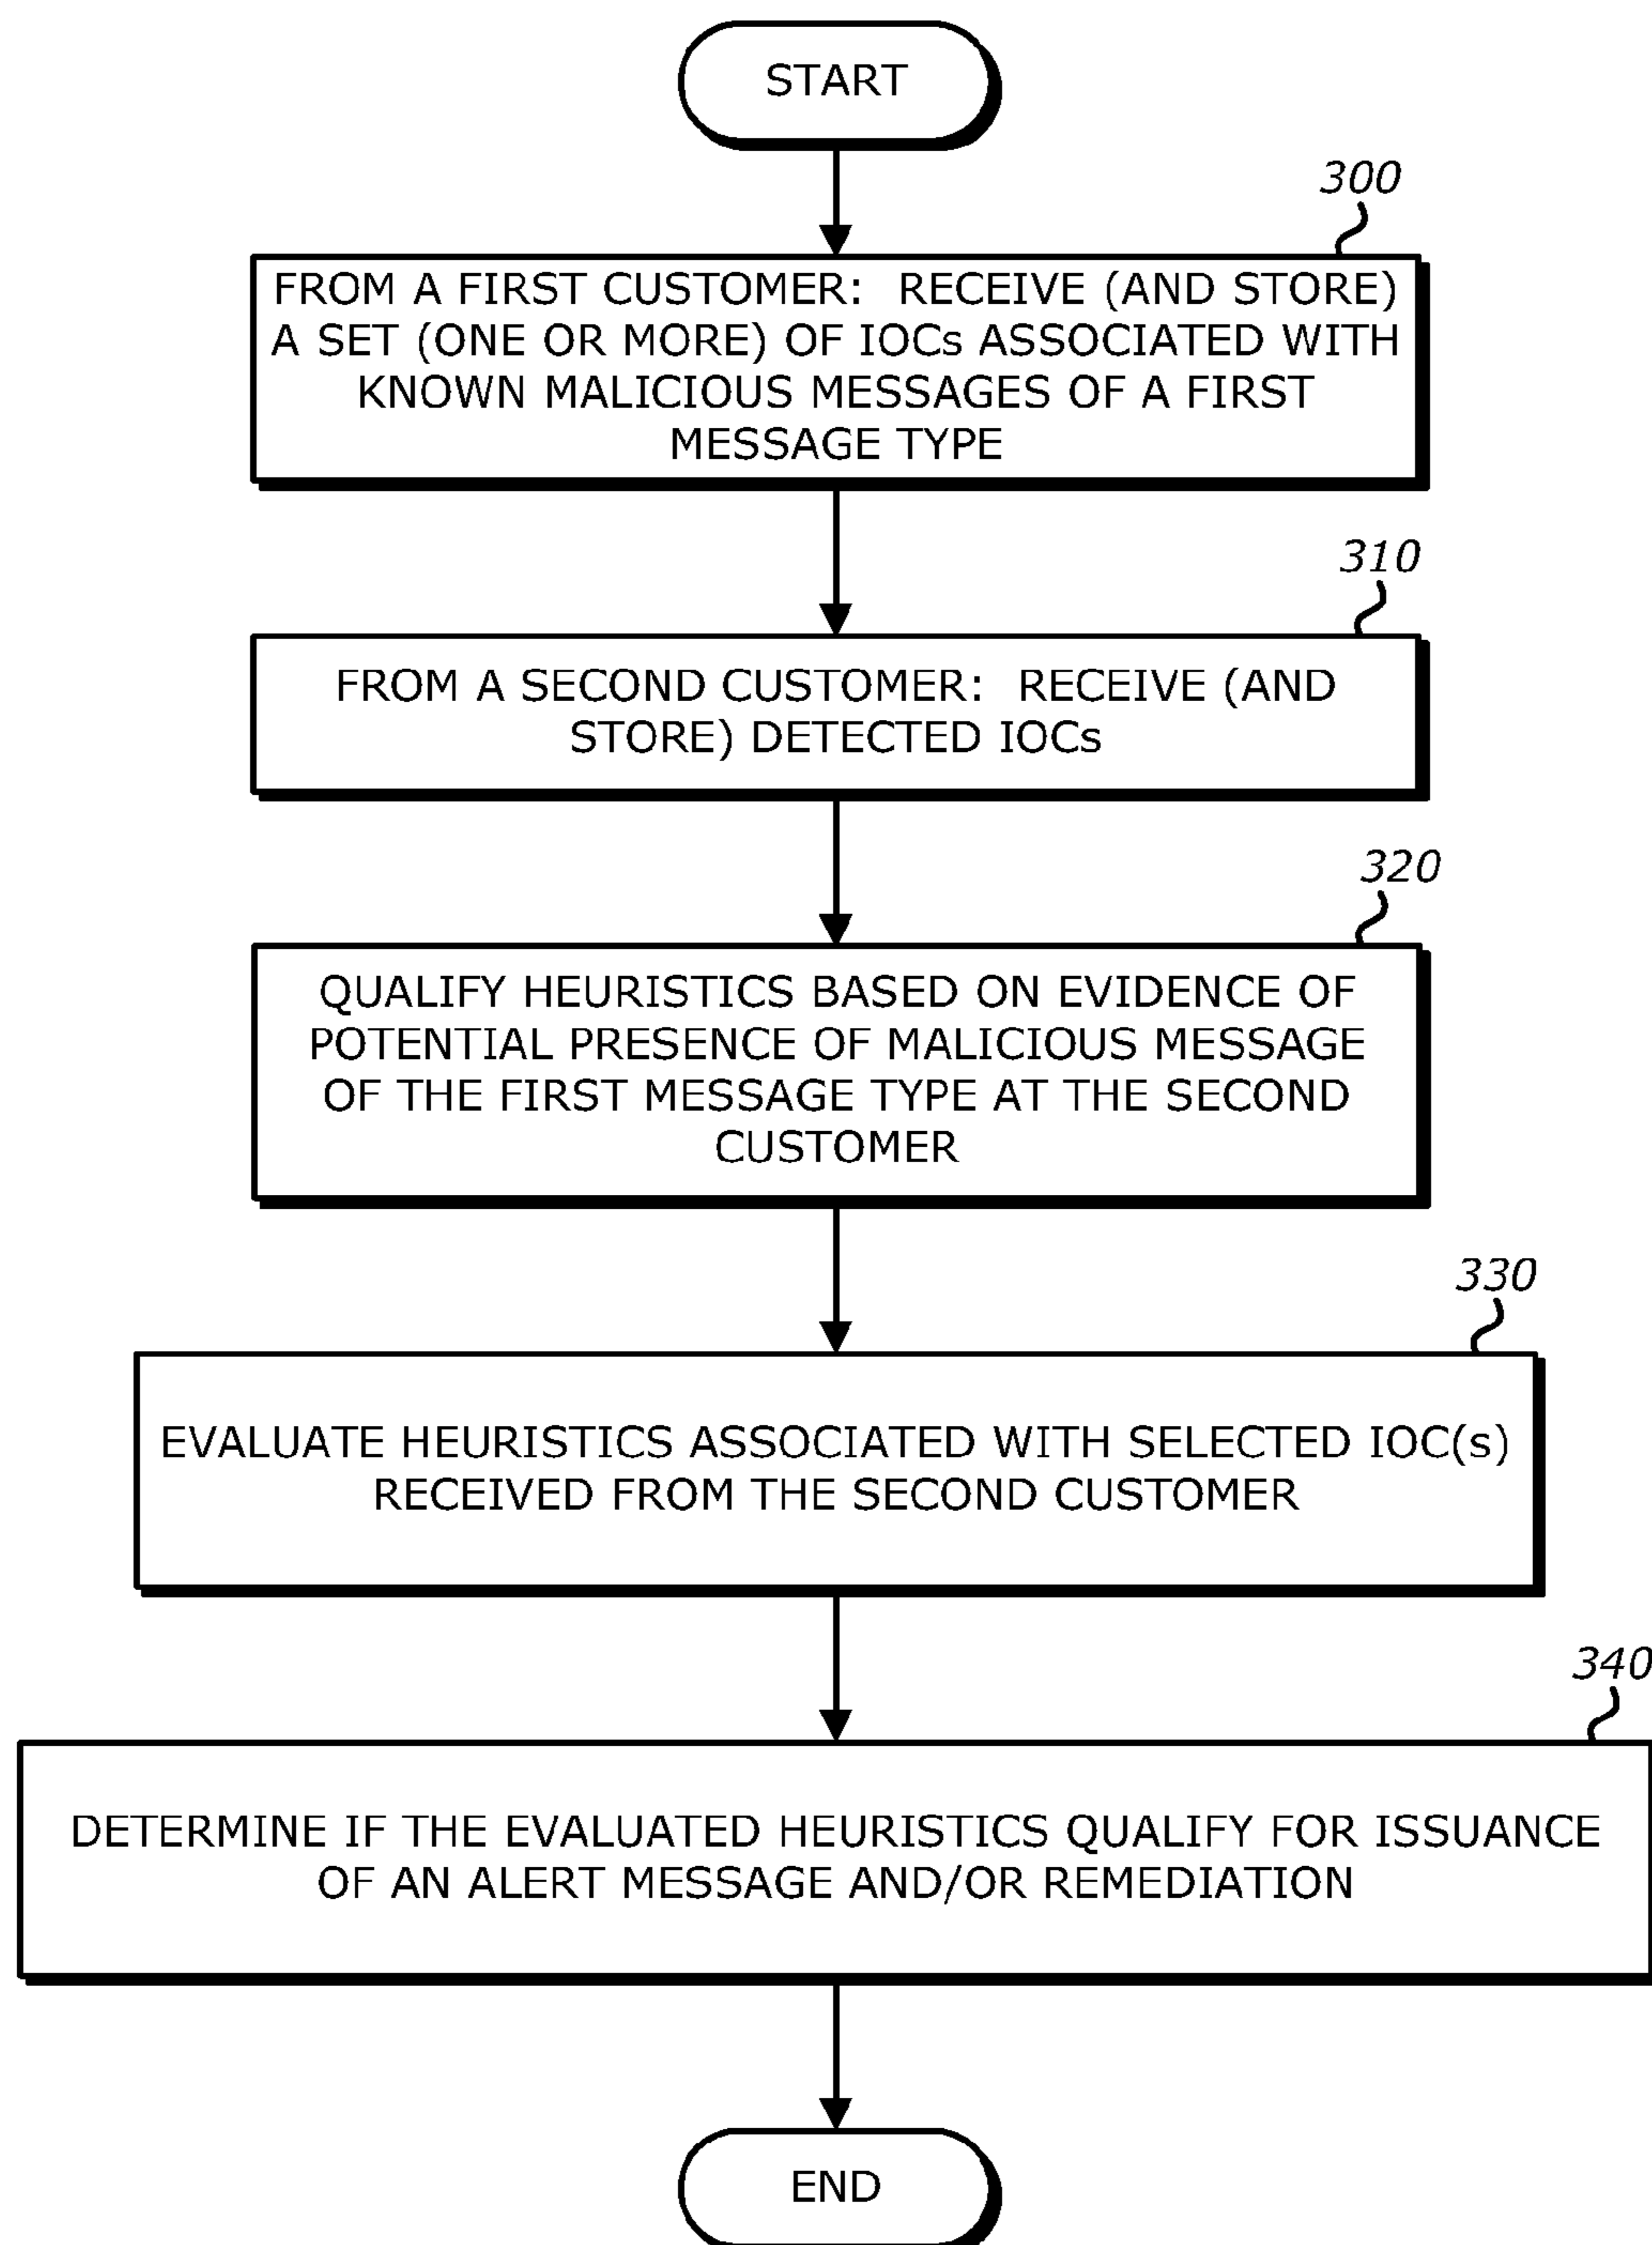 START
300
FROM A FIRST CUSTOMER: RECEIVE (AND STORE)
A SET (ONE OR MORE) OF IOCs ASSOCIATED WITH
KNOWN MALICIOUS MESSAGES OF A FIRST
MESSAGE TYPE
310
FROM A SECOND CUSTOMER: RECEIVE (AND
STORE) DETECTED IOCs
320
QUALIFY HEURISTICS BASED ON EVIDENCE OF
POTENTIAL PRESENCE OF MALICIOUS MESSAGE
OF THE FIRST MESSAGE TYPE AT THE SECOND
CUSTOMER
330
EVALUATE HEURISTICS ASSOCIATED WITH SELECTED IOC(s)
RECEIVED FROM THE SECOND CUSTOMER
340
DETERMINE IF THE EVALUATED HEURISTICS QUALIFY FOR ISSUANCE
OF AN ALERT MESSAGE AND/OR REMEDIATION
END